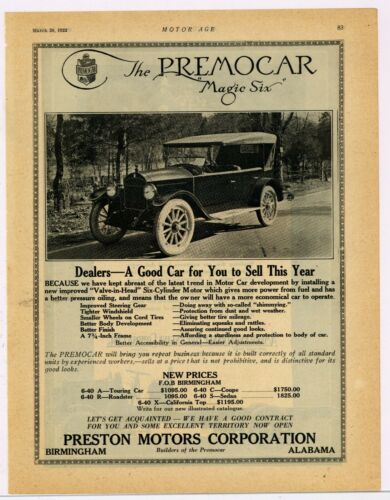 March 30, 1922
MOTOR AGE
83
The PREMOCAR
"Magic Six"
Dealers—A Good Car for You to Sell This Year
BECAUSE we have kept abreast of the latest trend in Motor Car development by installing a
new improved "Valve-in-Head" Six-Cylinder Motor which gives more power from fuel and has
a better pressure oiling, and means that the owner will have a more economical car to operate.
Improved Steering Gear —Doing away with so-called "shimmying."
Tighter Windshield —Protection from dust and wet weather.
Smaller Wheels on Cord Tires —Giving better tire mileage.
Better Body Development —Eliminating squeaks and rattles.
Better Finish —Assuring continued good looks.
A 7¼-Inch Frame —Affording a sturdiness and protection to body of car.
Better Accessibility in General—Easier Adjustments.
The PREMOCAR will bring you repeat business because it is built correctly of all standard
units by experienced workers,—sells at a price that is not prohibitive, and is distinctive for its
good looks.
NEW PRICES
F.O.B BIRMINGHAM
6-40 A—Touring Car $1095.00 6-40 C—Coupe $1750.00
6-40 R—Roadster 1095.00 6-40 S—Sedan 1825.00
6-40 X—California Top $1195.00
Write for our new illustrated catalogue.
LET'S GET ACQUAINTED — WE HAVE A GOOD CONTRACT
FOR YOU AND SOME EXCELLENT TERRITORY NOW OPEN
PRESTON MOTORS CORPORATION
BIRMINGHAM Builders of the Premocar ALABAMA